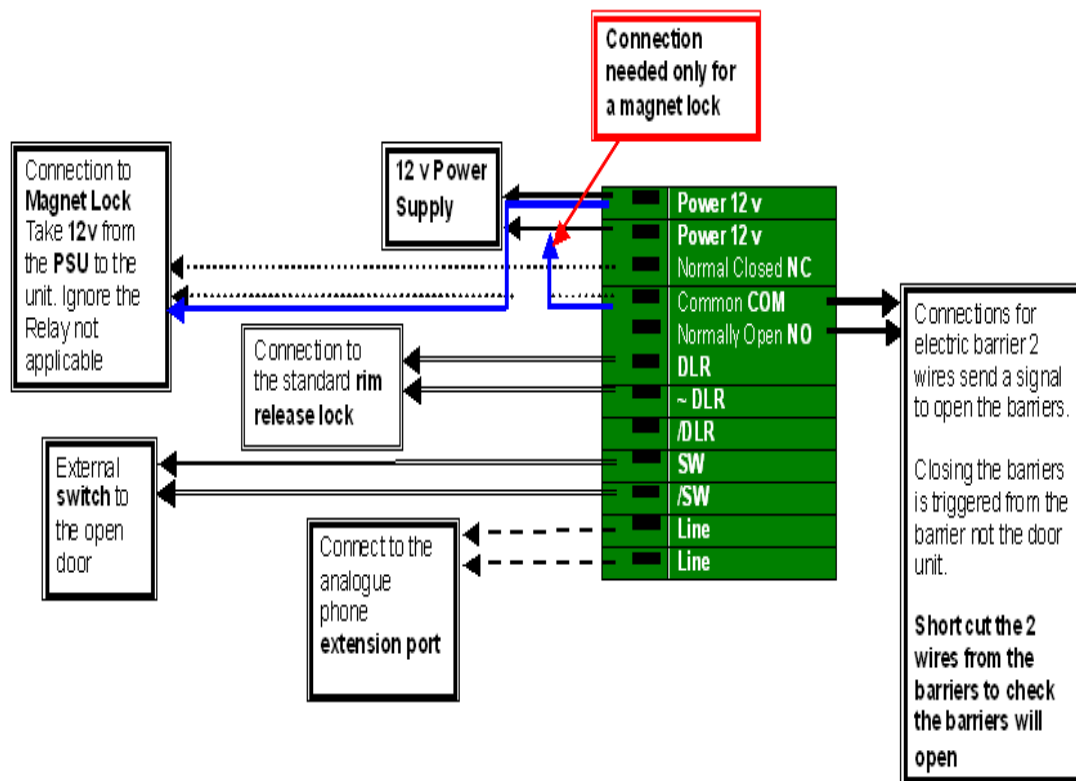 Connection
needed only for
a magnet lock
Connection to
Magnet Lock
Take 12v from
the PSU to the
unit. Ignore the
Relay not
applicable
12 v Power
Supply
Power 12 v
Power 12 v
Normal Closed NC
Common COM
Normally Open NO
DLR
~ DLR
/DLR
SW
/SW
Line
Line
Connection to
the standard rim
release lock
External
switch to
the open
door
Connect to the
analogue
phone
extension port
Connections for
electric barrier 2
wires send a signal
to open the barriers.
Closing the barriers
is triggered from the
barrier not the door
unit.
Short cut the 2
wires from the
barriers to check
the barriers will
open